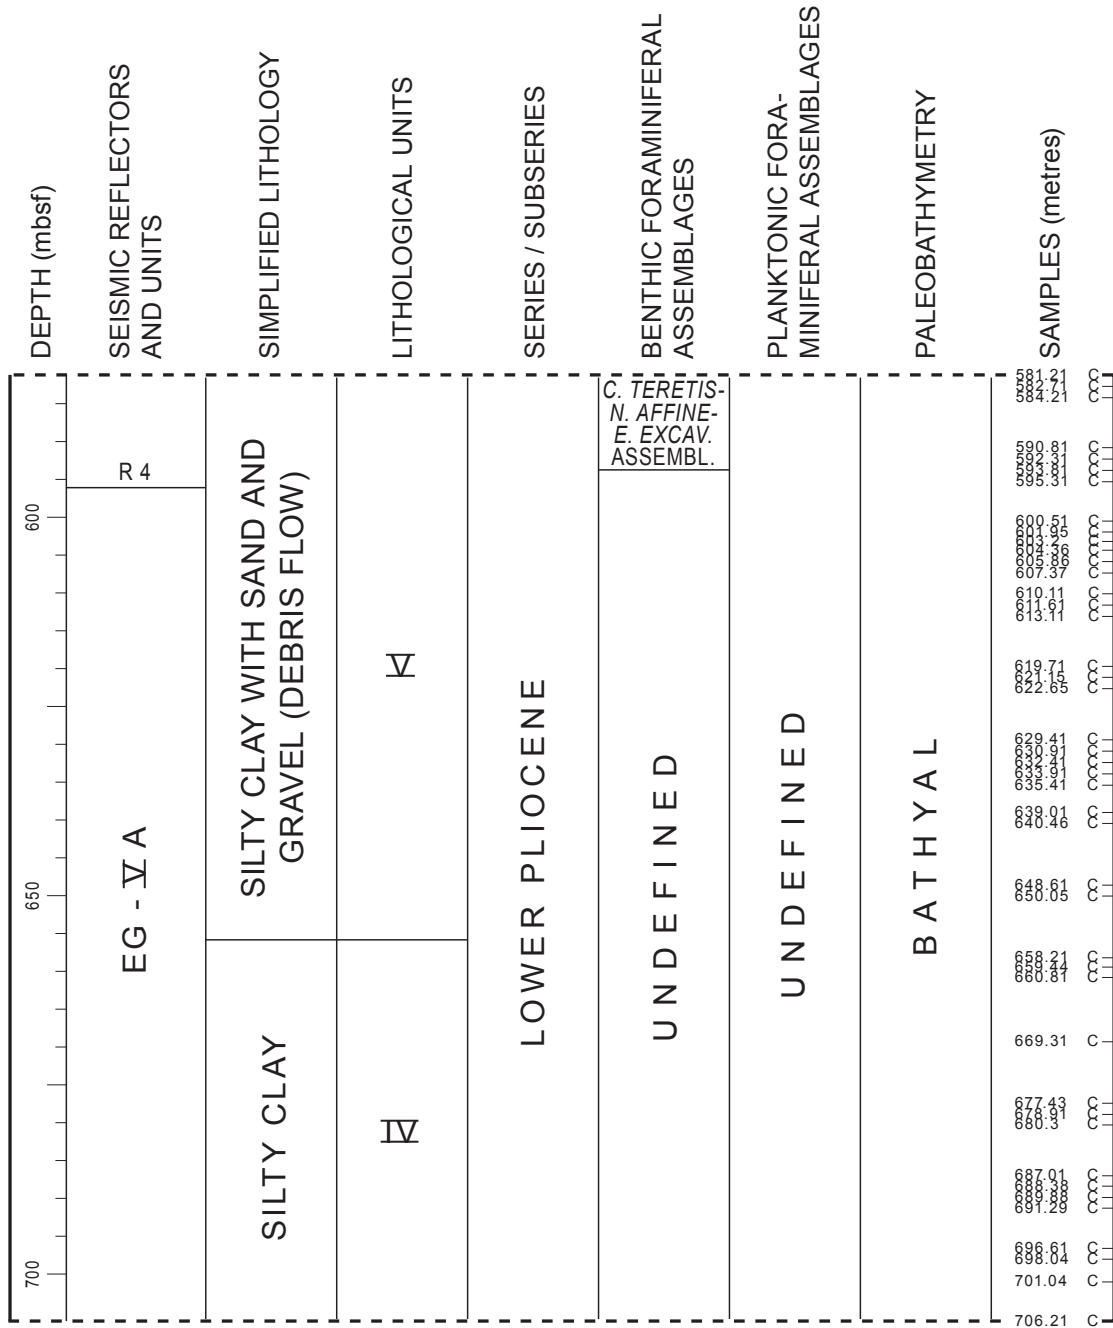 DEPTH (mbsf)
SEISMIC REFLECTORS
AND UNITS
SIMPLIFIED LITHOLOGY
LITHOLOGICAL UNITS
SERIES / SUBSERIES
BENTHIC FORAMINIFERAL
ASSEMBLAGES
PLANKTONIC FORA-
MINIFERAL ASSEMBLAGES
PALEOBATHYMETRY
SAMPLES (metres)
600
650
700
R 4
EG - V A
SILTY CLAY WITH SAND AND
GRAVEL (DEBRIS FLOW)
SILTY CLAY
V
IV
LOWER PLIOCENE
C. TERETIS-
N. AFFINE-
E. EXCAV.
ASSEMBL.
UNDEFINED
UNDEFINED
BATHYAL
581.21 C
582.71 C
584.21 C
590.81 C
592.31 C
593.81 C
595.31 C
600.51 C
601.95 C
603.2 C
604.36 C
605.86 C
607.37 C
610.11 C
611.61 C
613.11 C
619.71 C
621.15 C
622.65 C
629.41 C
630.91 C
632.41 C
633.91 C
635.41 C
639.01 C
640.46 C
648.61 C
650.05 C
658.21 C
659.44 C
660.81 C
669.31 C
677.43 C
678.91 C
680.3 C
687.01 C
688.38 C
689.88 C
691.29 C
696.61 C
698.04 C
701.04 C
706.21 C